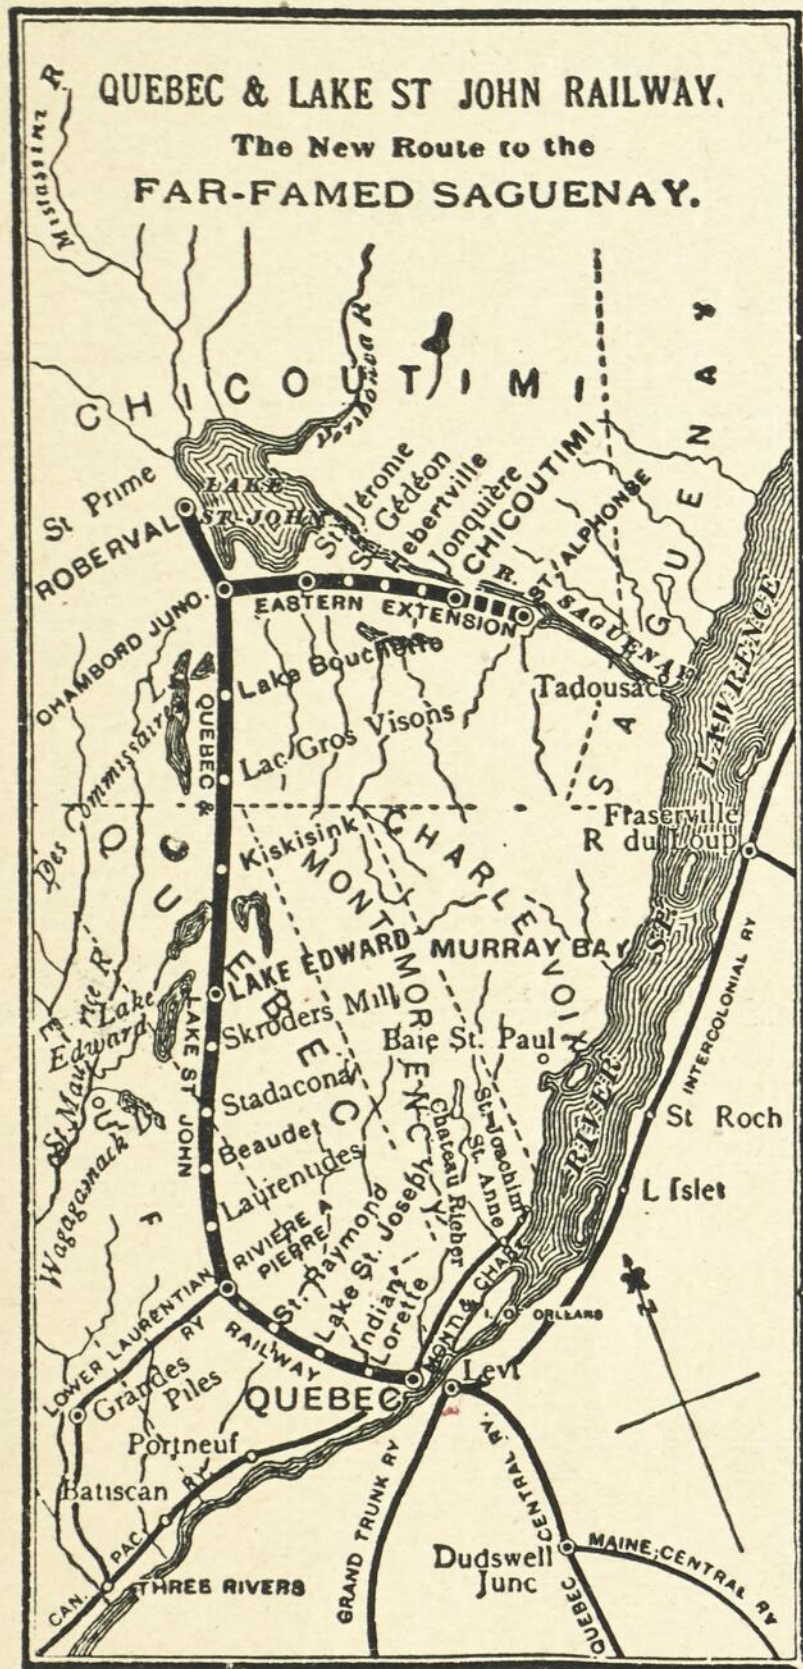 QUEBEC & LAKE ST JOHN RAILWAY.
The New Route to the
FAR-FAMED SAGUENAY.
Mistassini R
CHICOUTIMI
SAGUENAY
LAKE
ST. JOHN
St Prime
ROBERVAL
St. Jérome
St. Gédéon
Hebertville
Jonquière
CHICOUTIMI
ST. ALPHONSE
R. SAGUENAY
CHAMBORD JUNC.
EASTERN EXTENSION
Lake Bouchette
Tadousac
L. Des Commissaires
QUEBEC &
LAKE ST JOHN
RAILWAY
Lac Gros Visons
Fraserville
R du Loup
Kiskisink
QUEBEC
MONTMORENCY
CHARLEVOIX
LAKE EDWARD
MURRAY BAY
Lake
Edward
Skroders Mill
Baie St. Paul
RIVER ST. LAWRENCE
INTERCOLONIAL RY
St. Maurice R
Stadacona
St Roch
Beaudet
Laurentides
L Islet
Wagagamack L
OF
Chateau Richer
St. Anne
St. Joachim
RIVIERE A
PIERRE
St. Raymond
Lake St. Joseph
Indian
Lorette
MONT & CHAR
I. OF ORLEANS
N
LOWER LAURENTIAN
RY
Grandes
Piles
QUEBEC
Levi
Portneuf
Batiscan
CAN. PAC. RY.
THREE RIVERS
GRAND TRUNK RY
QUEBEC CENTRAL RY.
Dudswell
Junc
MAINE CENTRAL RY